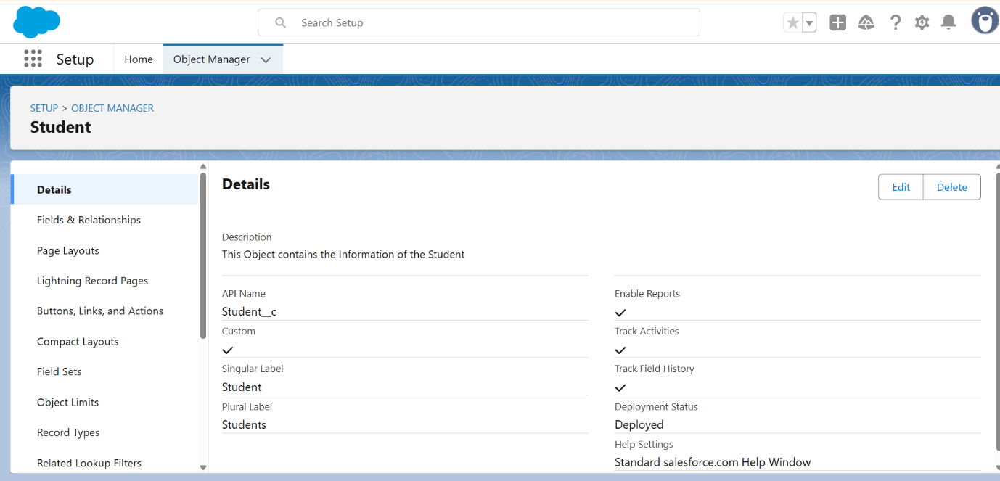 Search Setup
Setup
Home
Object Manager
SETUP > OBJECT MANAGER
Student
Details
Fields & Relationships
Page Layouts
Lightning Record Pages
Buttons, Links, and Actions
Compact Layouts
Field Sets
Object Limits
Record Types
Related Lookup Filters
Details
Edit
Delete
Description
This Object contains the Information of the Student
API Name
Student__c
Custom
Singular Label
Student
Plural Label
Students
Enable Reports
Track Activities
Track Field History
Deployment Status
Deployed
Help Settings
Standard salesforce.com Help Window